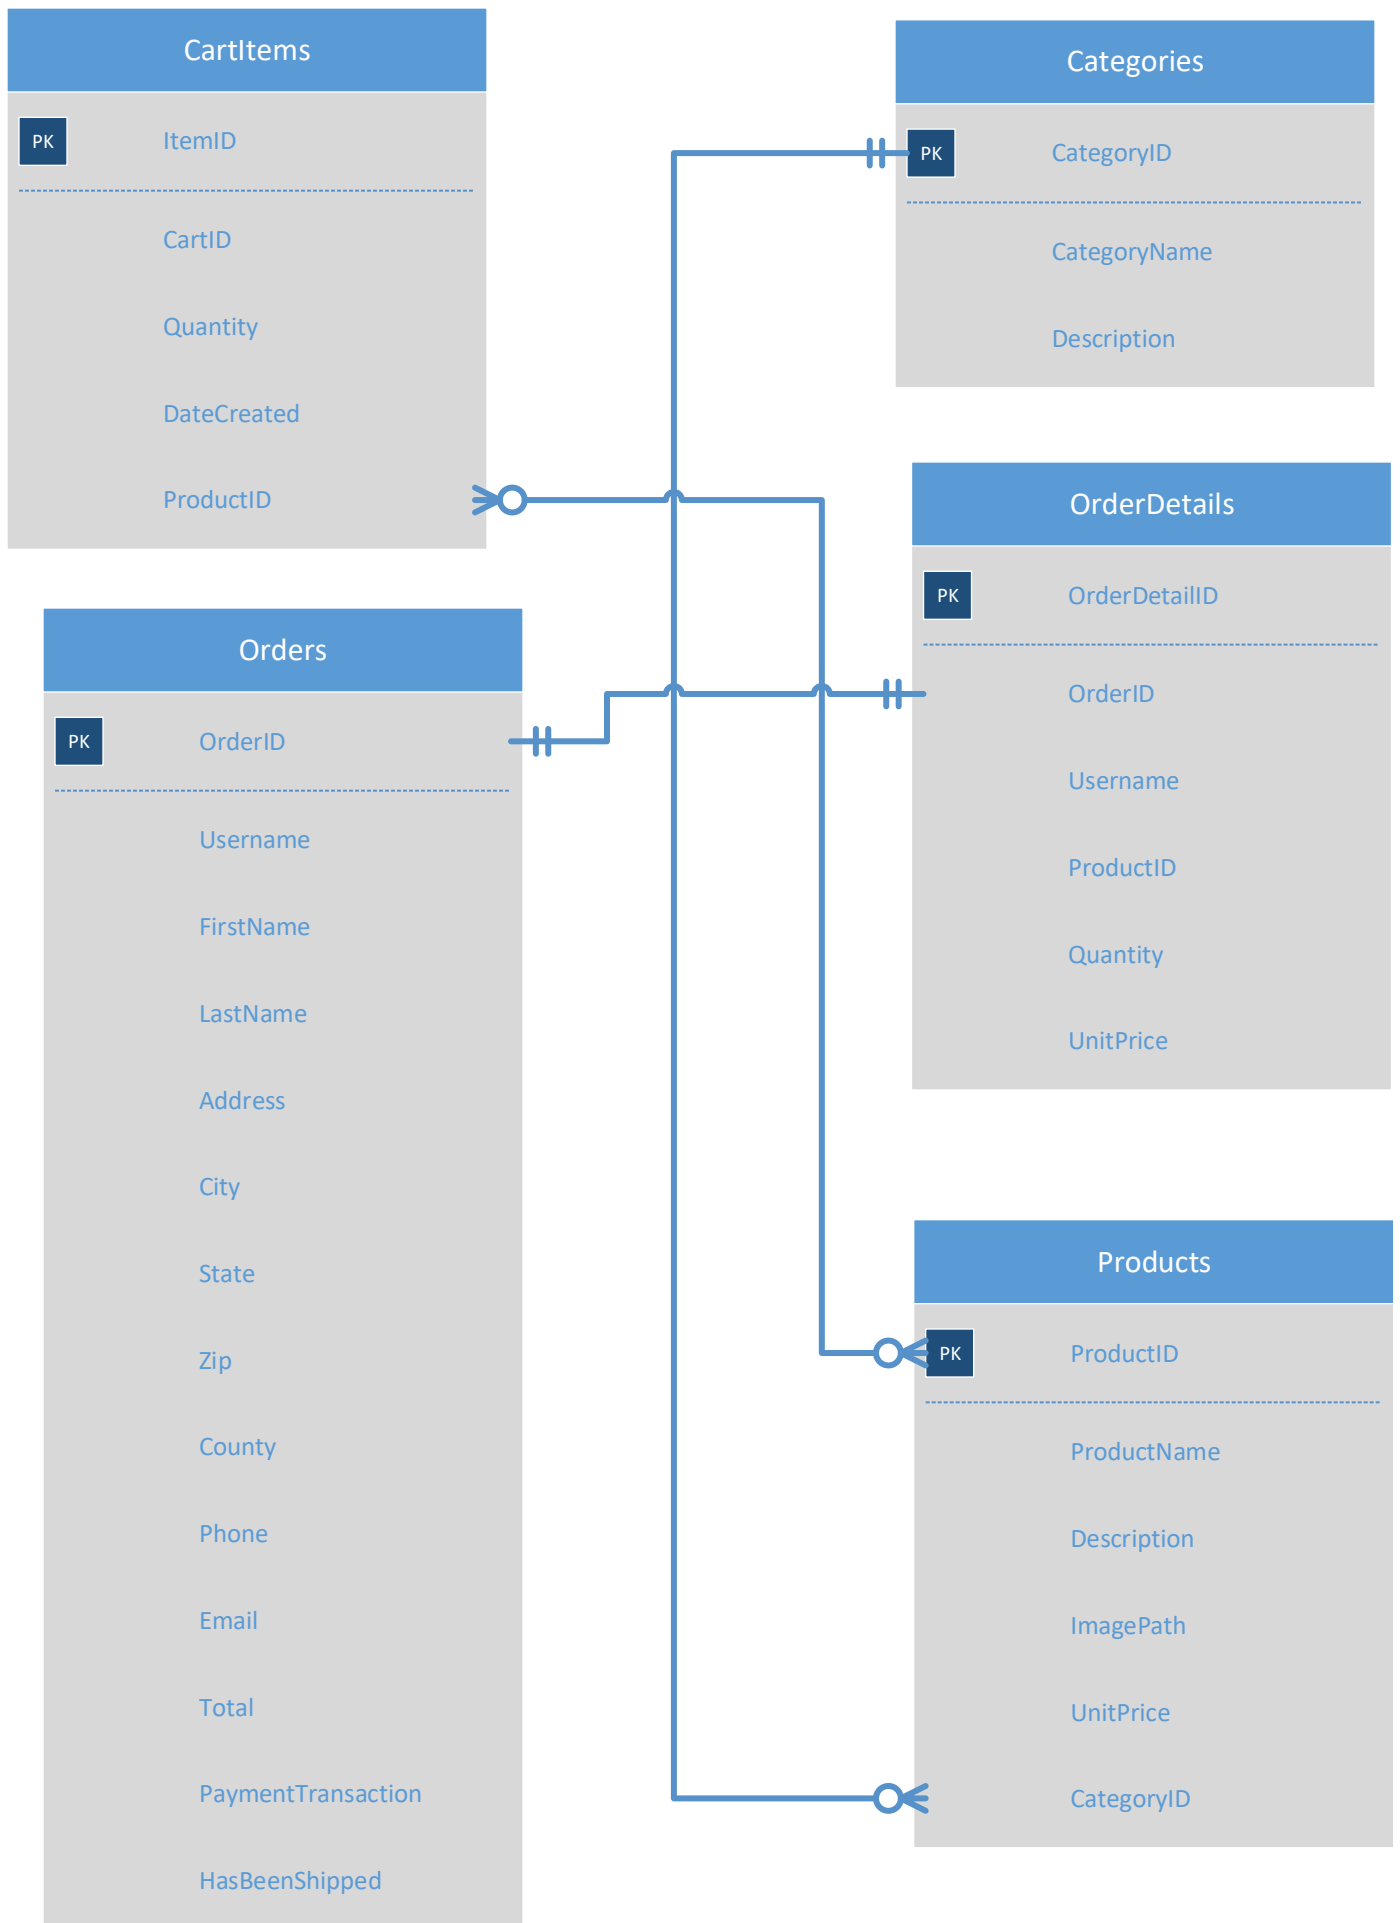 CartItems
PK
ItemID
CartID
Quantity
DateCreated
ProductID
Categories
PK
CategoryID
CategoryName
Description
OrderDetails
PK
OrderDetailID
OrderID
Username
ProductID
Quantity
UnitPrice
Orders
PK
OrderID
Username
FirstName
LastName
Address
City
State
Zip
County
Phone
Email
Total
PaymentTransaction
HasBeenShipped
Products
PK
ProductID
ProductName
Description
ImagePath
UnitPrice
CategoryID